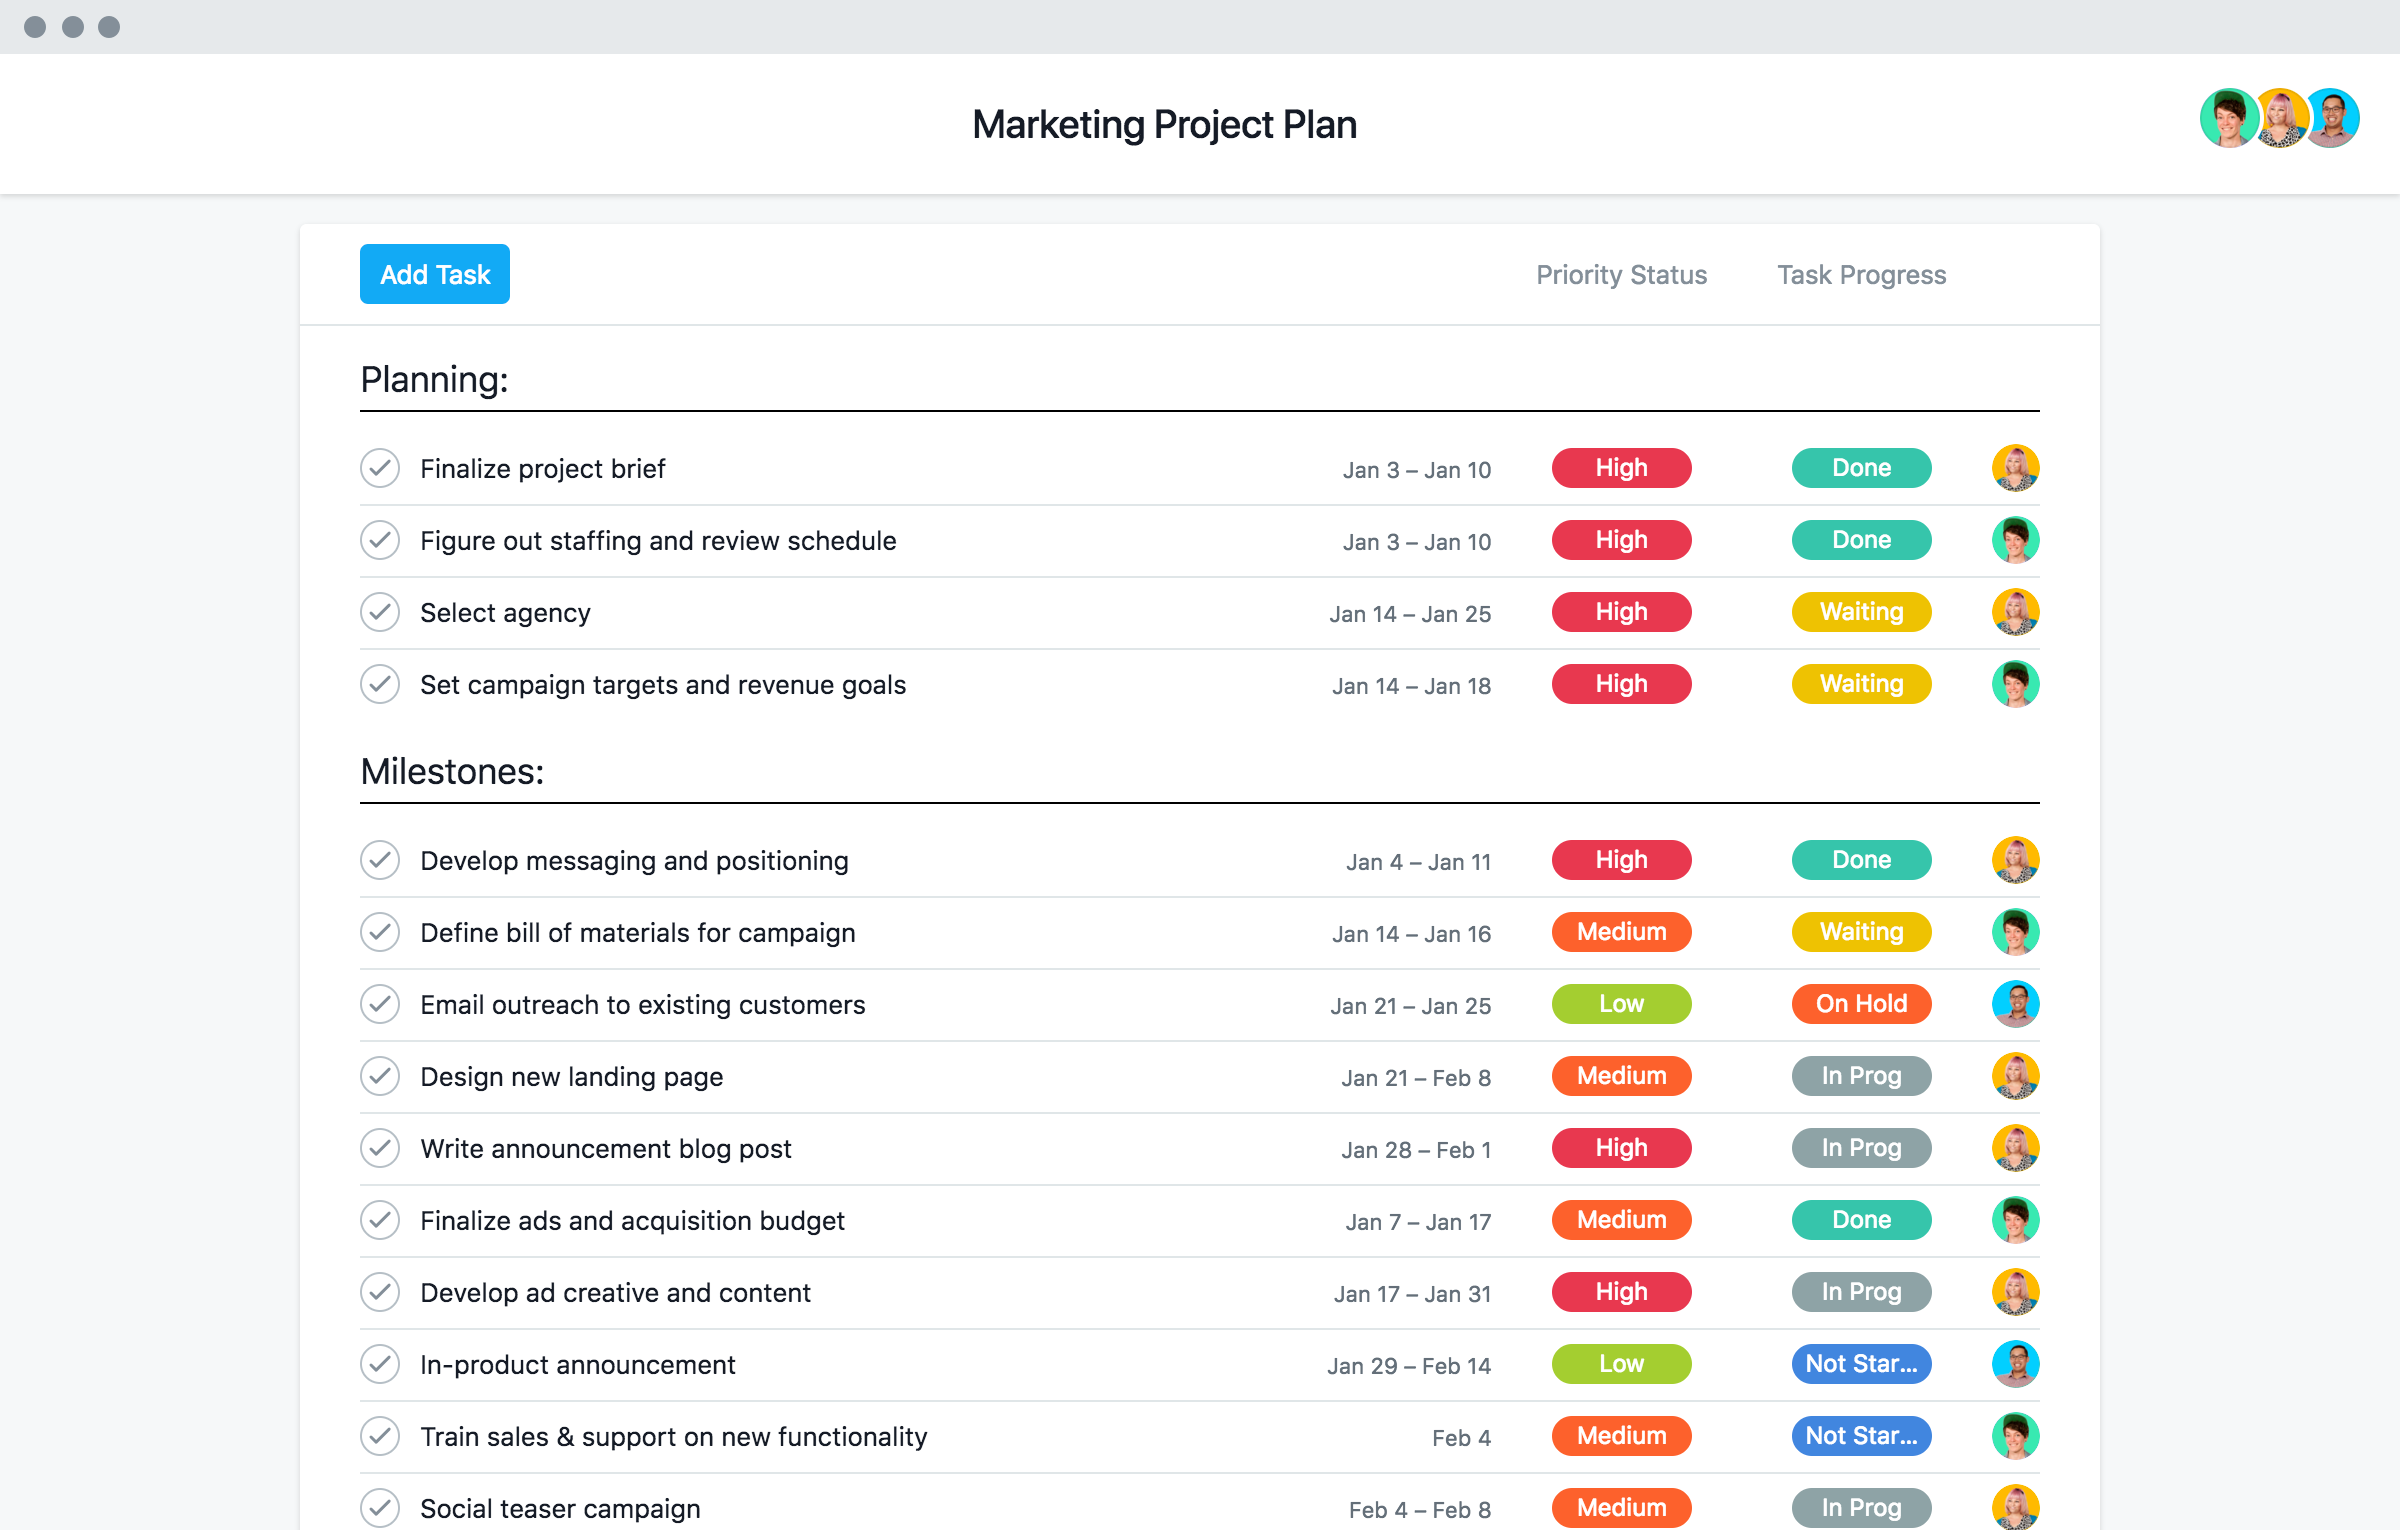 Marketing Project Plan
Add Task Priority Status Task Progress
Planning:
Finalize project brief Jan 3 – Jan 10 High Done
Figure out staffing and review schedule Jan 3 – Jan 10 High Done
Select agency Jan 14 – Jan 25 High Waiting
Set campaign targets and revenue goals Jan 14 – Jan 18 High Waiting
Milestones:
Develop messaging and positioning Jan 4 – Jan 11 High Done
Define bill of materials for campaign Jan 14 – Jan 16 Medium Waiting
Email outreach to existing customers Jan 21 – Jan 25 Low On Hold
Design new landing page Jan 21 – Feb 8 Medium In Prog
Write announcement blog post Jan 28 – Feb 1 High In Prog
Finalize ads and acquisition budget Jan 7 – Jan 17 Medium Done
Develop ad creative and content Jan 17 – Jan 31 High In Prog
In-product announcement Jan 29 – Feb 14 Low Not Star...
Train sales & support on new functionality Feb 4 Medium Not Star...
Social teaser campaign Feb 4 – Feb 8 Medium In Prog